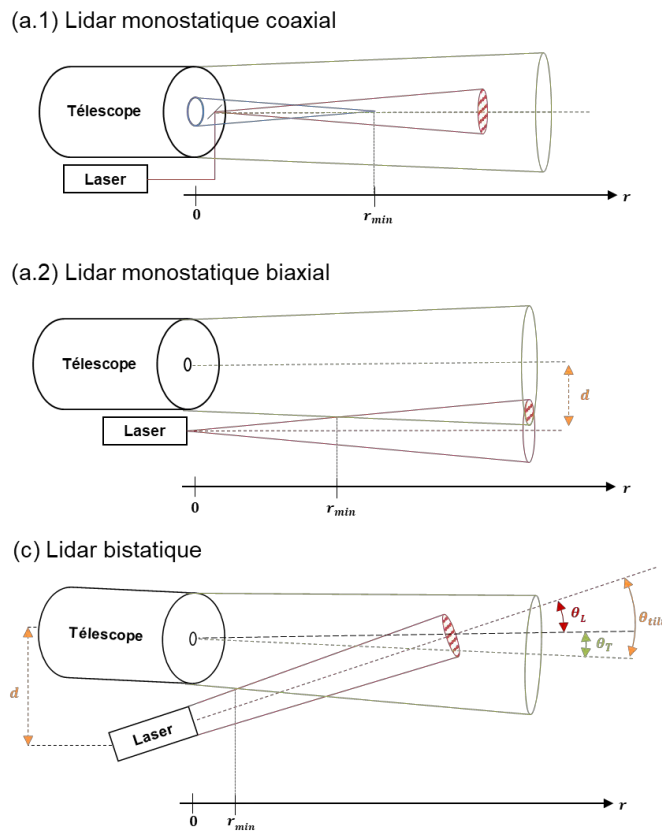 (a.1) Lidar monostatique coaxial
Télescope
Laser
0
r_min
r
(a.2) Lidar monostatique biaxial
Télescope
d
Laser
0
r_min
r
(c) Lidar bistatique
θ_L
θ_tilt
Télescope
θ_T
d
Laser
0
r_min
r